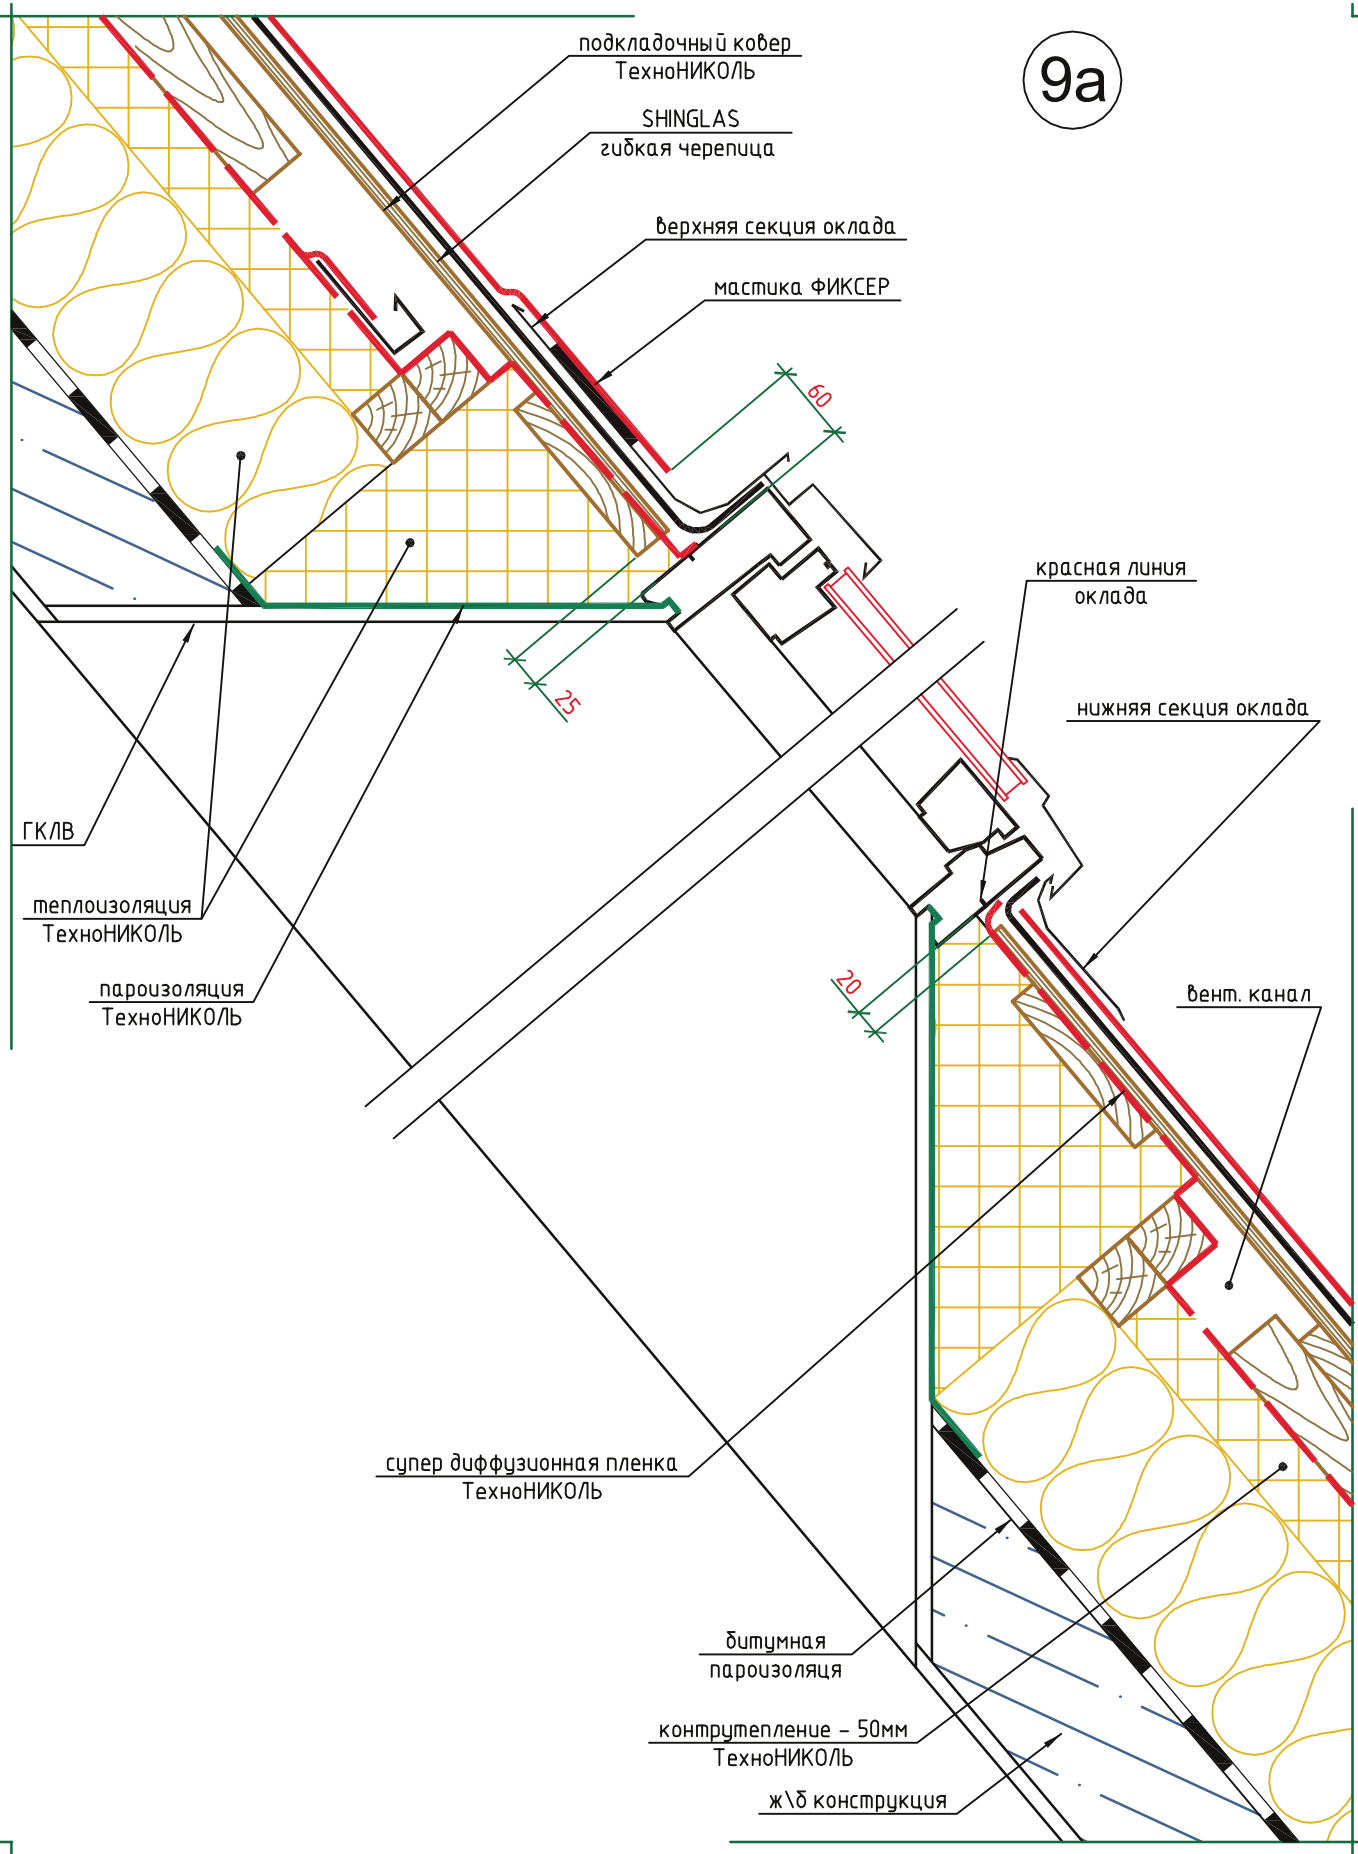 подкладочный ковер
ТехноНИКОЛЬ
9а
SHINGLAS
гибкая черепица
верхняя секция оклада
мастика ФИКСЕР
60
красная линия
оклада
25
нижняя секция оклада
ГКЛВ
теплоизоляция
ТехноНИКОЛЬ
пароизоляция
ТехноНИКОЛЬ
20
вент. канал
супер диффузионная пленка
ТехноНИКОЛЬ
битумная
пароизоляця
контрутепление - 50мм
ТехноНИКОЛЬ
ж\б конструкция